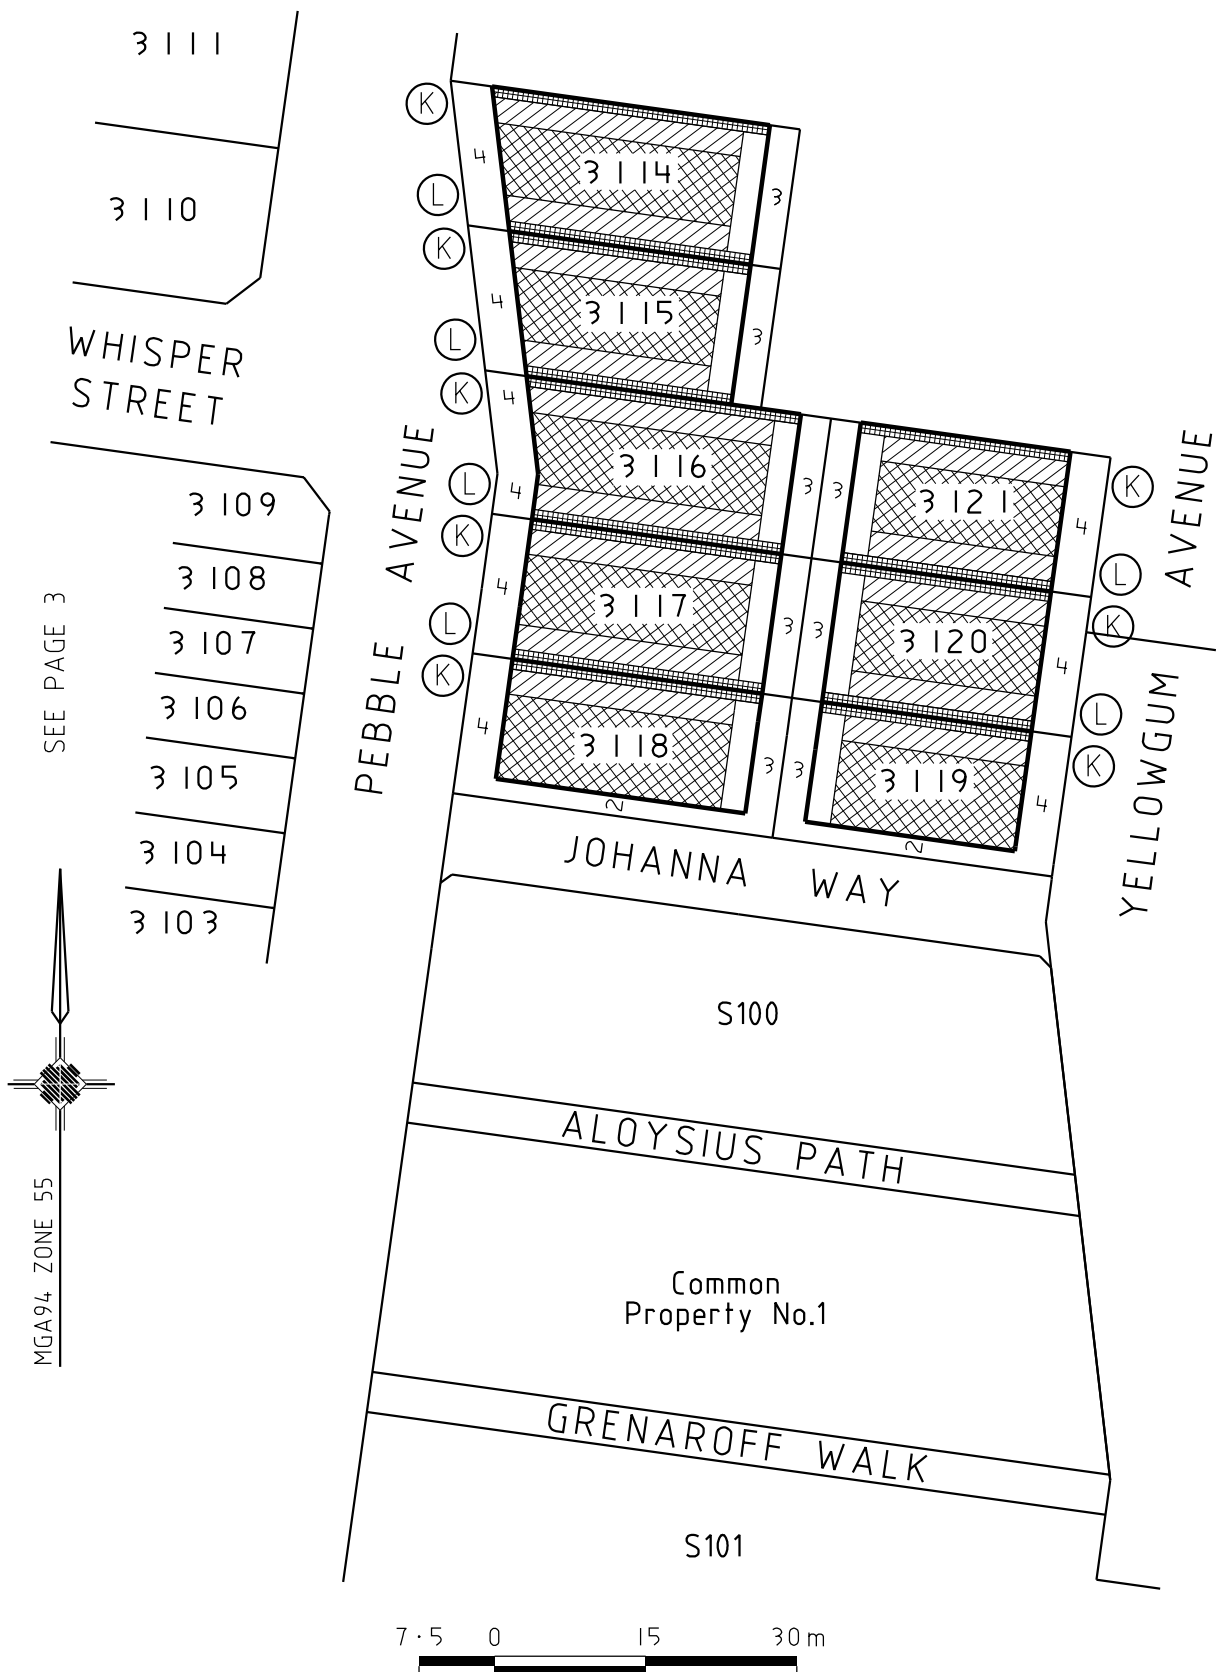 3111
K
4
3114
3
3110
L
K
4
3115
3
WHISPER
STREET
L
K
4
PEBBLE AVENUE
3116
3
3
3121
4
K
YELLOWGUM AVENUE
3109
L
4
K
3108
SEE PAGE 3
4
3117
3
3
3120
L
K
4
3107
L
K
3106
4
3118
3
3
3119
4
L
K
3105
2
2
3104
JOHANNA WAY
3103
S100
ALOYSIUS PATH
MGA94 ZONE 55
Common
Property No.1
GRENAROFF WALK
S101
7·5 0 15 30m